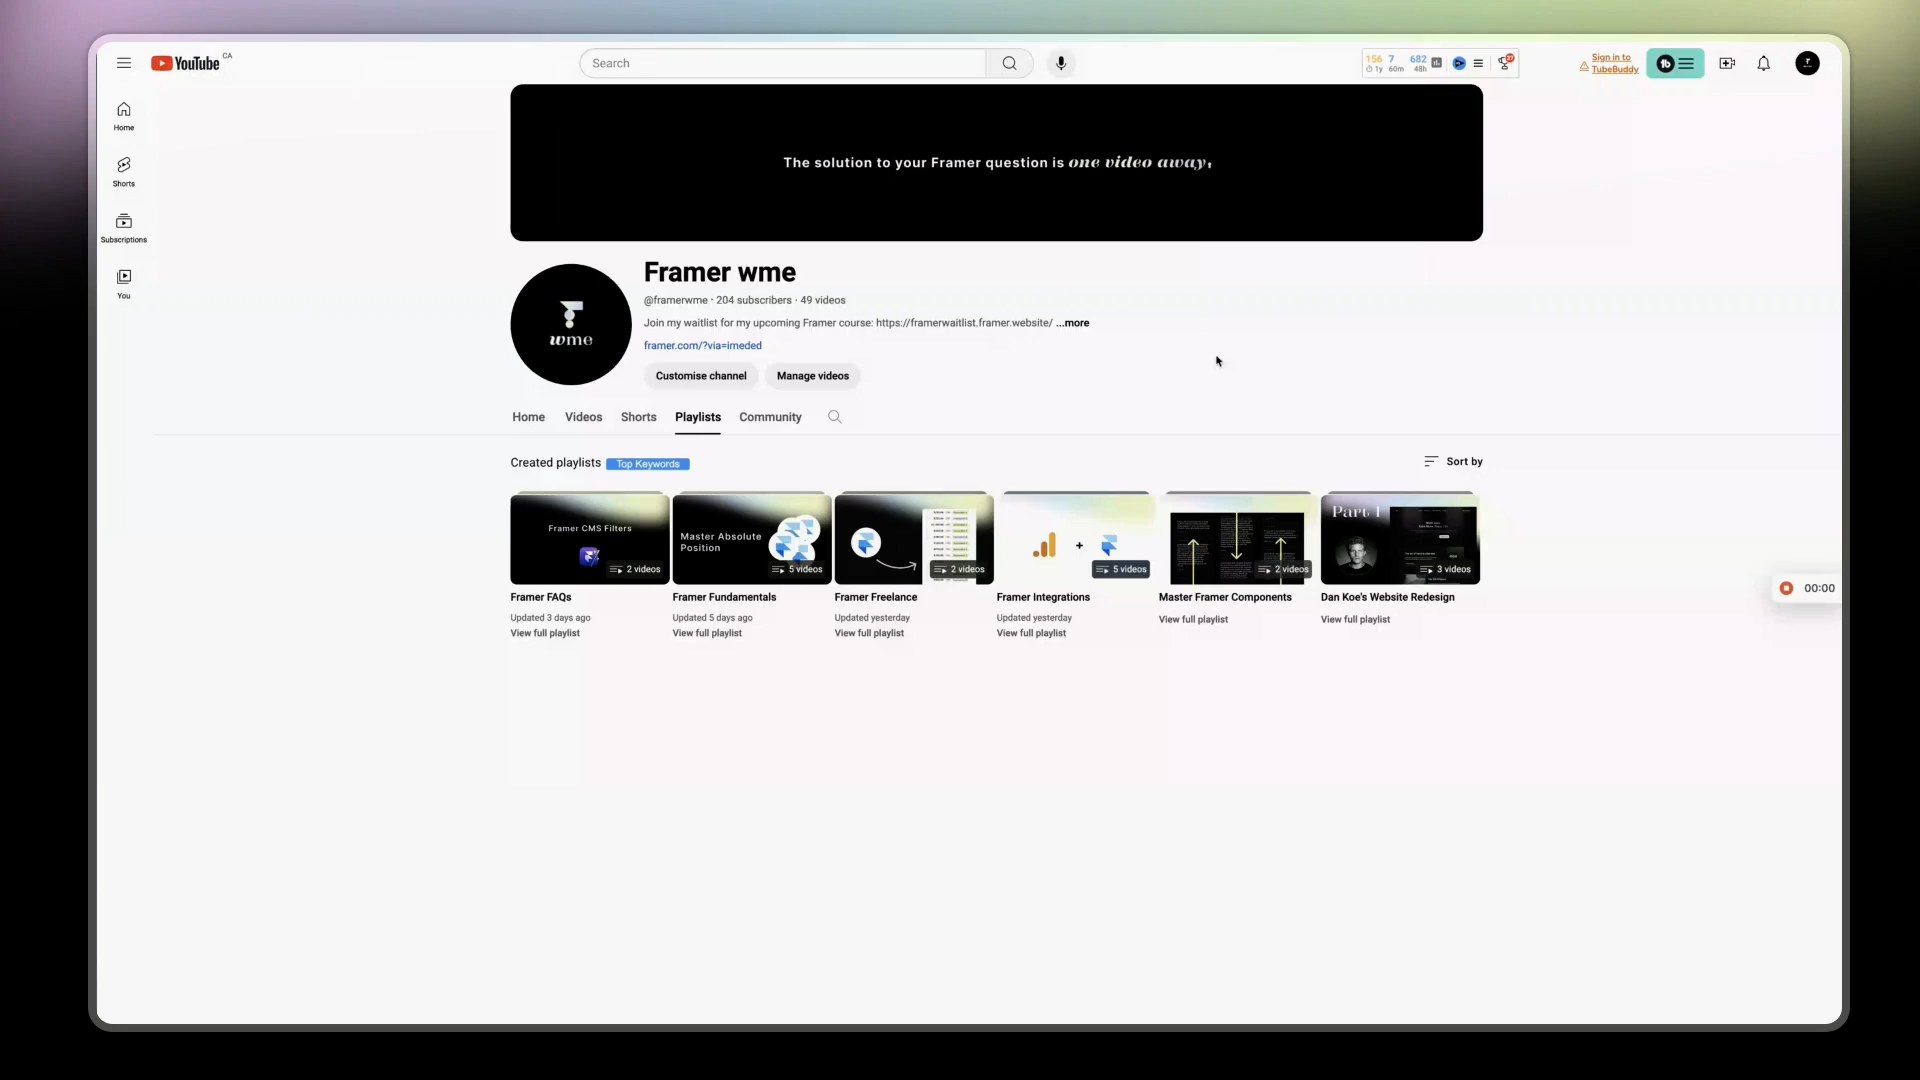 YouTube CA
Search
156 7 682
1y 60m 48h
Sign in to
TubeBuddy
Home
Shorts
Subscriptions
You
The solution to your Framer question is one video away.
wme
Framer wme
@framerwme · 204 subscribers · 49 videos
Join my waitlist for my upcoming Framer course: https://framerwaitlist.framer.website/ ...more
framer.com/?via=imeded
Customise channel Manage videos
Home Videos Shorts Playlists Community
Created playlists Top Keywords
Sort by
Framer CMS Filters
2 videos
Framer FAQs
Updated 3 days ago
View full playlist
Master Absolute
Position
5 videos
Framer Fundamentals
Updated 5 days ago
View full playlist
2 videos
Framer Freelance
Updated yesterday
View full playlist
+
5 videos
Framer Integrations
Updated yesterday
View full playlist
2 videos
Master Framer Components
View full playlist
Part 1
3 videos
Dan Koe's Website Redesign
View full playlist
00:00